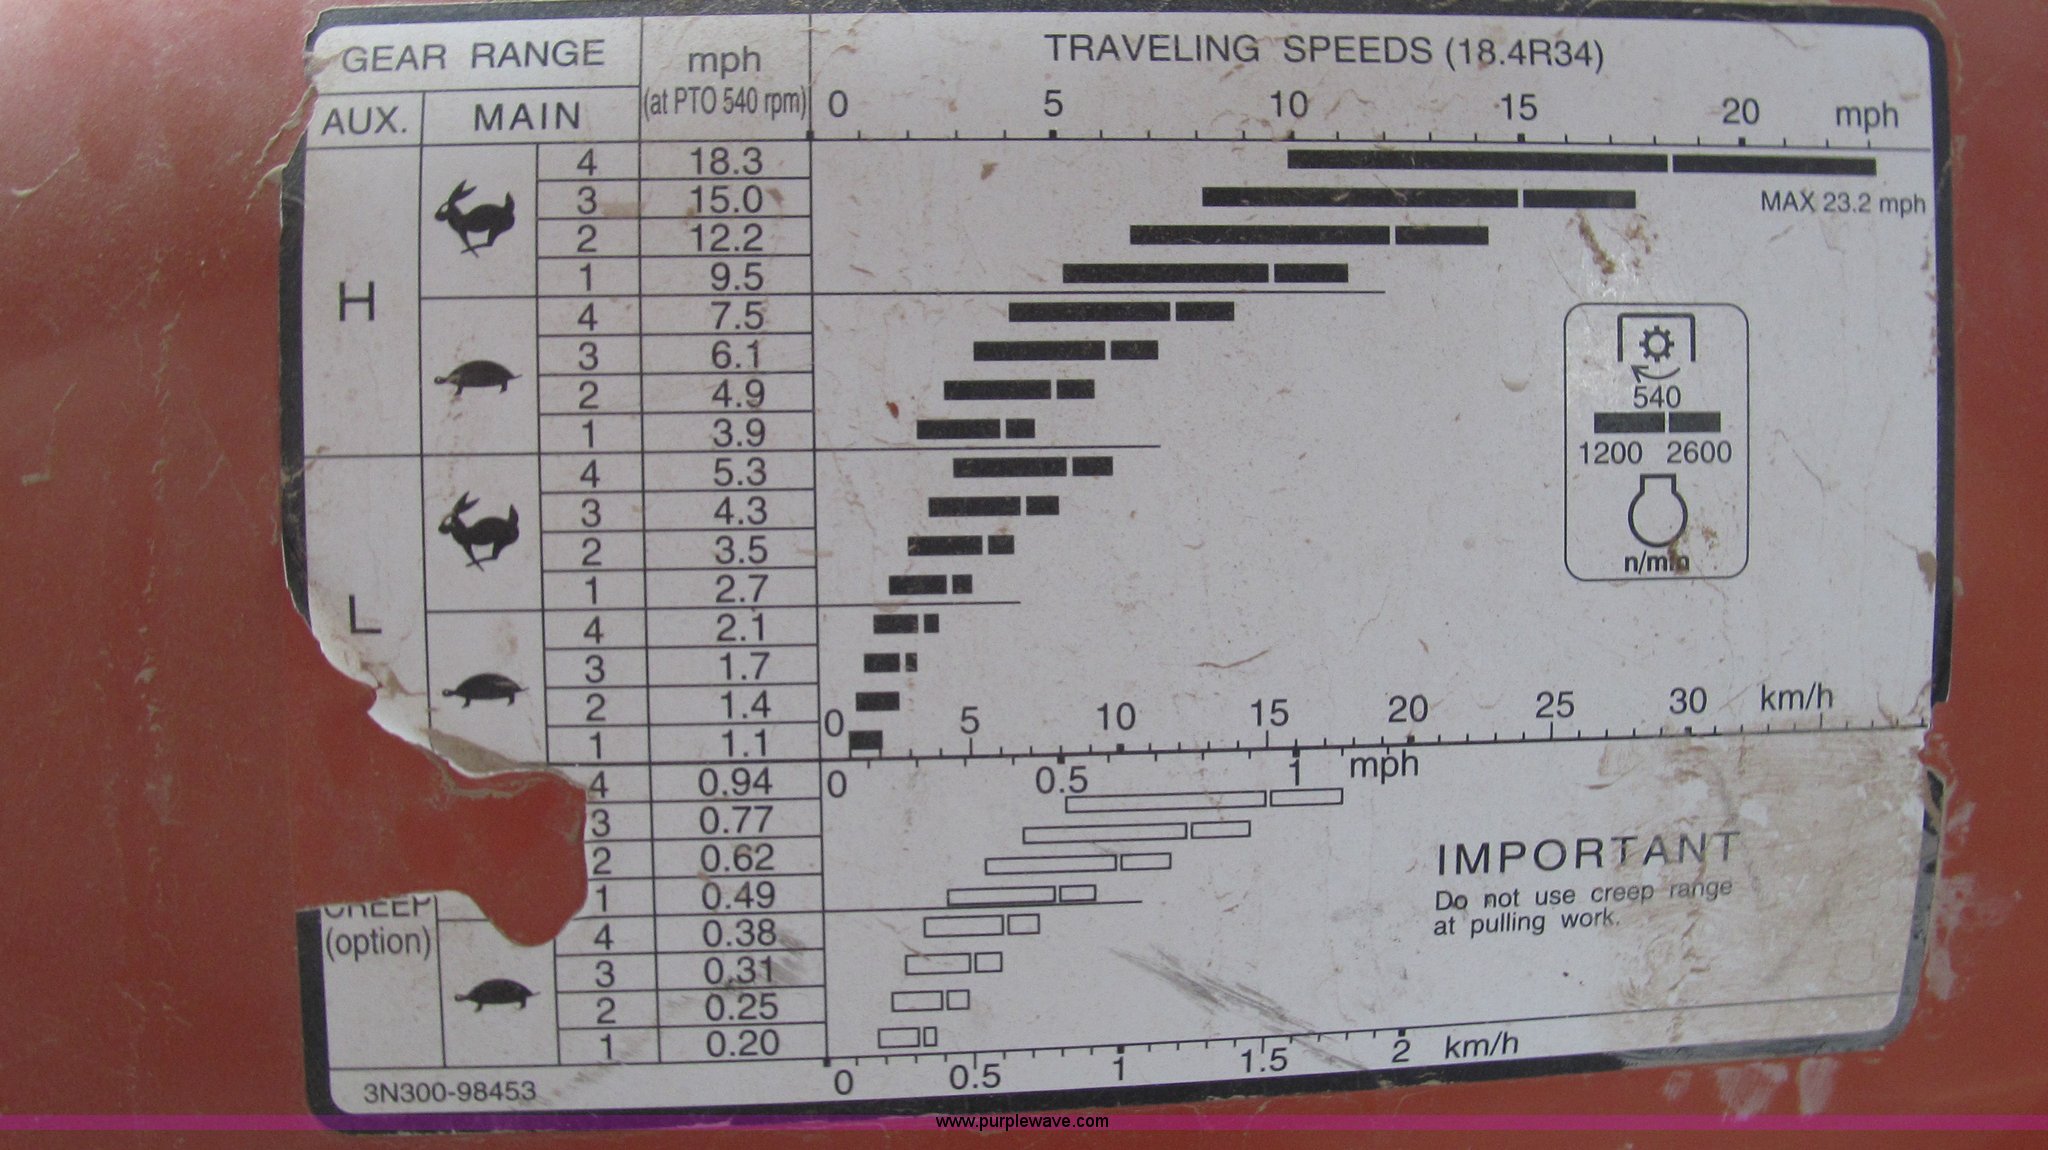 GEAR RANGE mph TRAVELING SPEEDS (18.4R34)
AUX. MAIN (at PTO 540 rpm) 0 5 10 15 20 mph
4 18.3
3 15.0 MAX 23.2 mph
2 12.2
1 9.5
H
4 7.5
3 6.1
2 4.9
1 3.9
540
1200 2600
n/min
4 5.3
3 4.3
2 3.5
1 2.7
L
4 2.1
3 1.7
2 1.4
1 1.1
0 5 10 15 20 25 30 km/h
0 0.5 1 mph
4 0.94
3 0.77
2 0.62
1 0.49
IMPORTANT
Do not use creep range
at pulling work.
CREEP
(option)
4 0.38
3 0.31
2 0.25
1 0.20
0 0.5 1 1.5 2 km/h
3N300-98453
www.purplewave.com